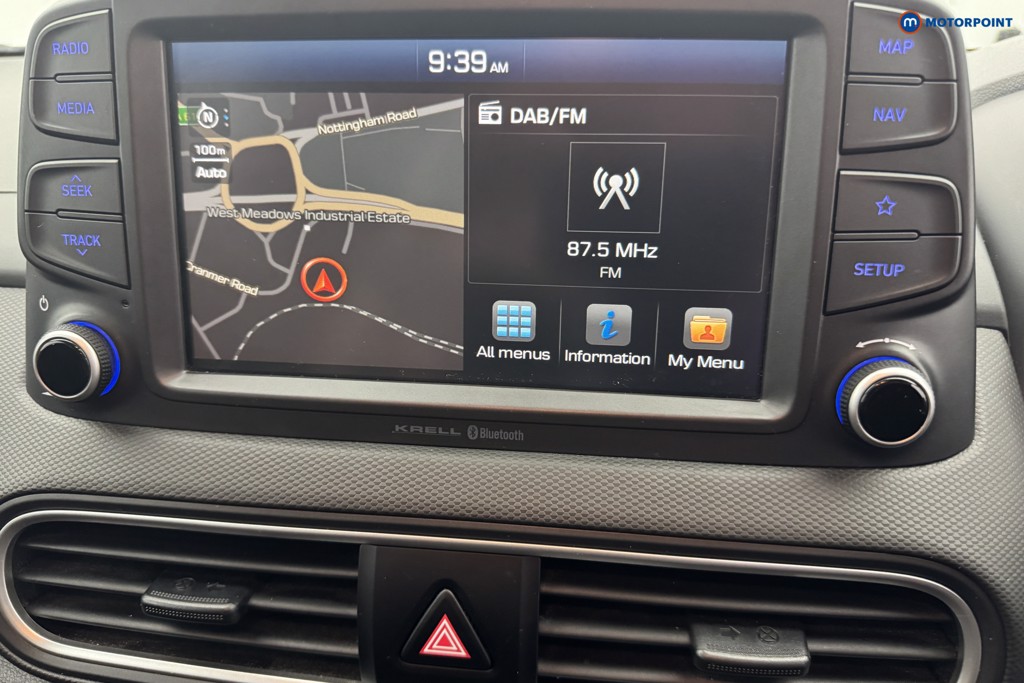 MOTORPOINT
RADIO
MEDIA
SEEK
TRACK
9:39 AM
N
100m
Auto
Nottingham Road
West Meadows Industrial Estate
Cranmer Road
DAB/FM
87.5 MHz
FM
All menus
Information
My Menu
MAP
NAV
SETUP
KRELL Bluetooth